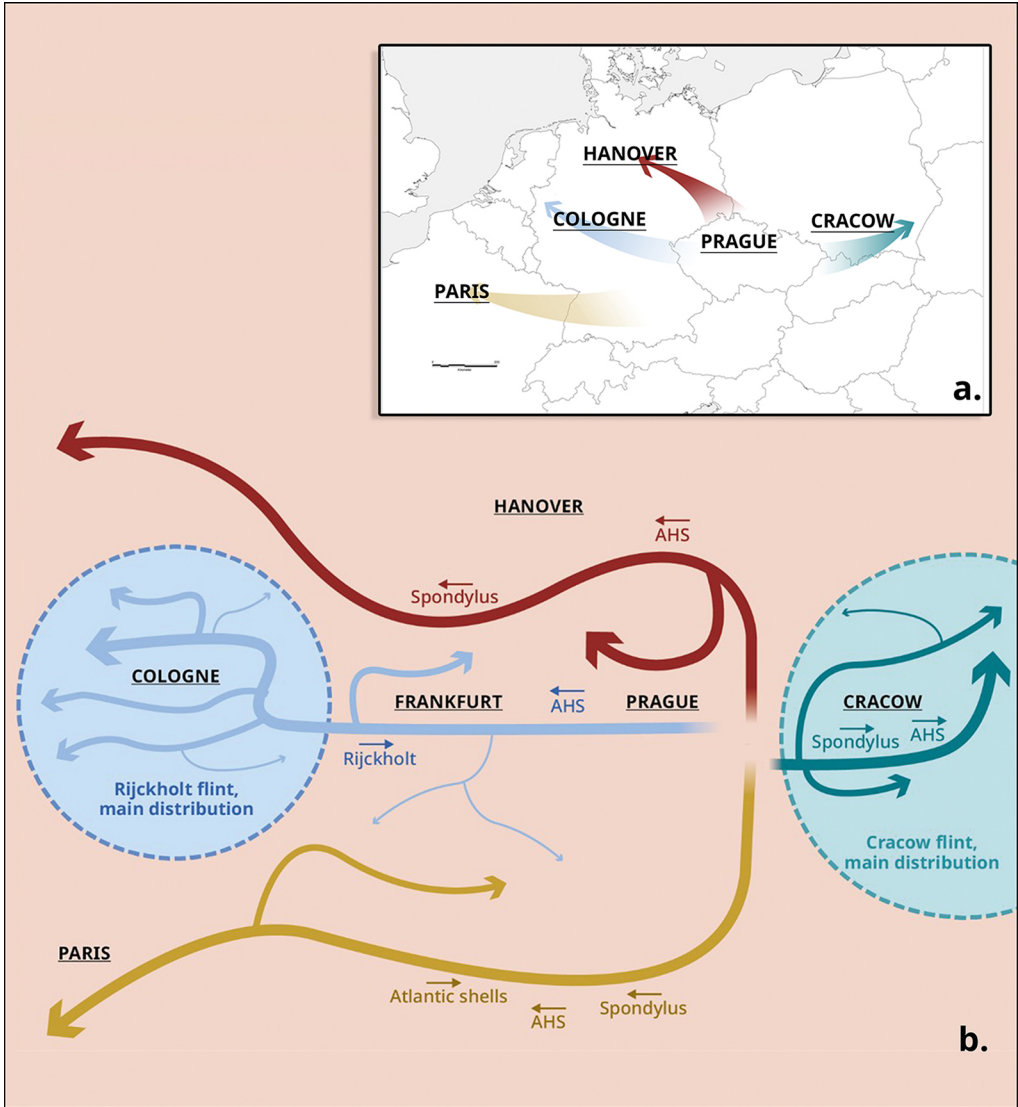 HANOVER
COLOGNE
CRACOW
PRAGUE
PARIS
a.
HANOVER
AHS
Spondylus
COLOGNE
FRANKFURT
AHS
PRAGUE
CRACOW
Spondylus
AHS
Rijckholt
Rijckholt flint,
main distribution
Cracow flint,
main distribution
PARIS
Atlantic shells
AHS
Spondylus
b.